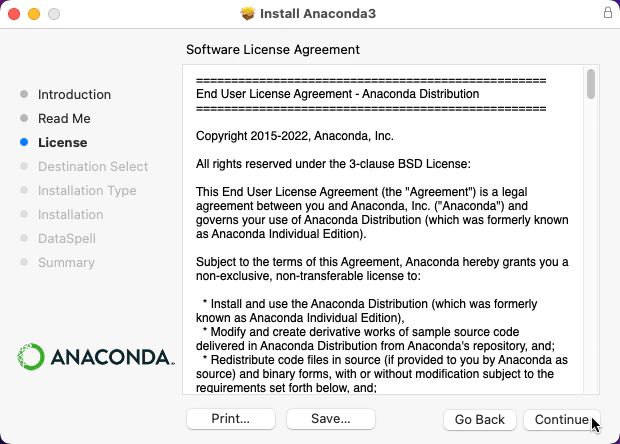 Install Anaconda3
Software License Agreement
Introduction
Read Me
License
Destination Select
Installation Type
Installation
DataSpell
Summary
==================================================
End User License Agreement - Anaconda Distribution
==================================================
Copyright 2015-2022, Anaconda, Inc.
All rights reserved under the 3-clause BSD License:
This End User License Agreement (the "Agreement") is a legal
agreement between you and Anaconda, Inc. ("Anaconda") and
governs your use of Anaconda Distribution (which was formerly known
as Anaconda Individual Edition).
Subject to the terms of this Agreement, Anaconda hereby grants you a
non-exclusive, non-transferable license to:
* Install and use the Anaconda Distribution (which was formerly
known as Anaconda Individual Edition),
* Modify and create derivative works of sample source code
delivered in Anaconda Distribution from Anaconda's repository, and;
* Redistribute code files in source (if provided to you by Anaconda as
source) and binary forms, with or without modification subject to the
requirements set forth below, and;
ANACONDA.
Print...
Save...
Go Back
Continue